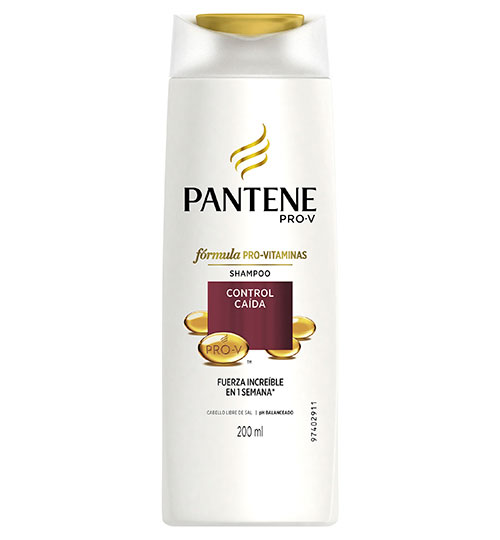 PANTENE
PRO-V
fórmula PRO-VITAMINAS
SHAMPOO
CONTROL
CAÍDA
PRO-V
™
FUERZA INCREÍBLE
EN 1 SEMANA*
CABELLO LIBRE DE SAL | pH BALANCEADO
200 ml
97402911